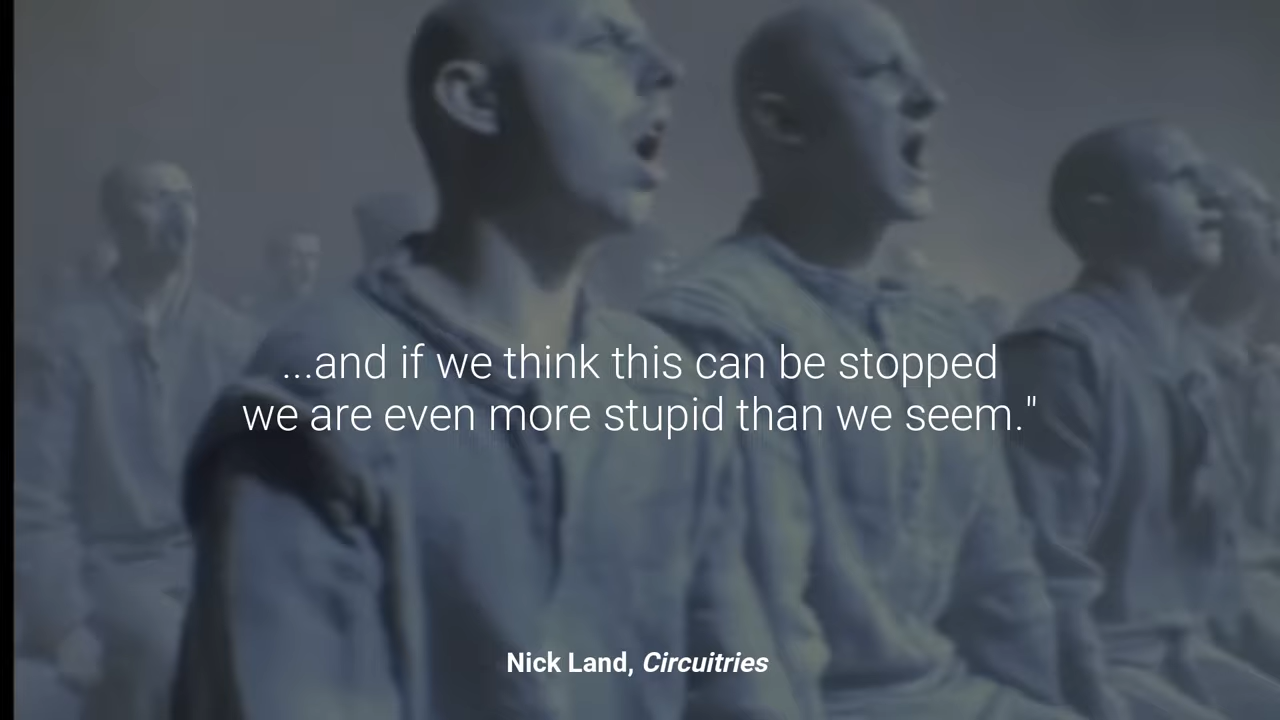 ...and if we think this can be stopped
we are even more stupid than we seem."
Nick Land, Circuitries